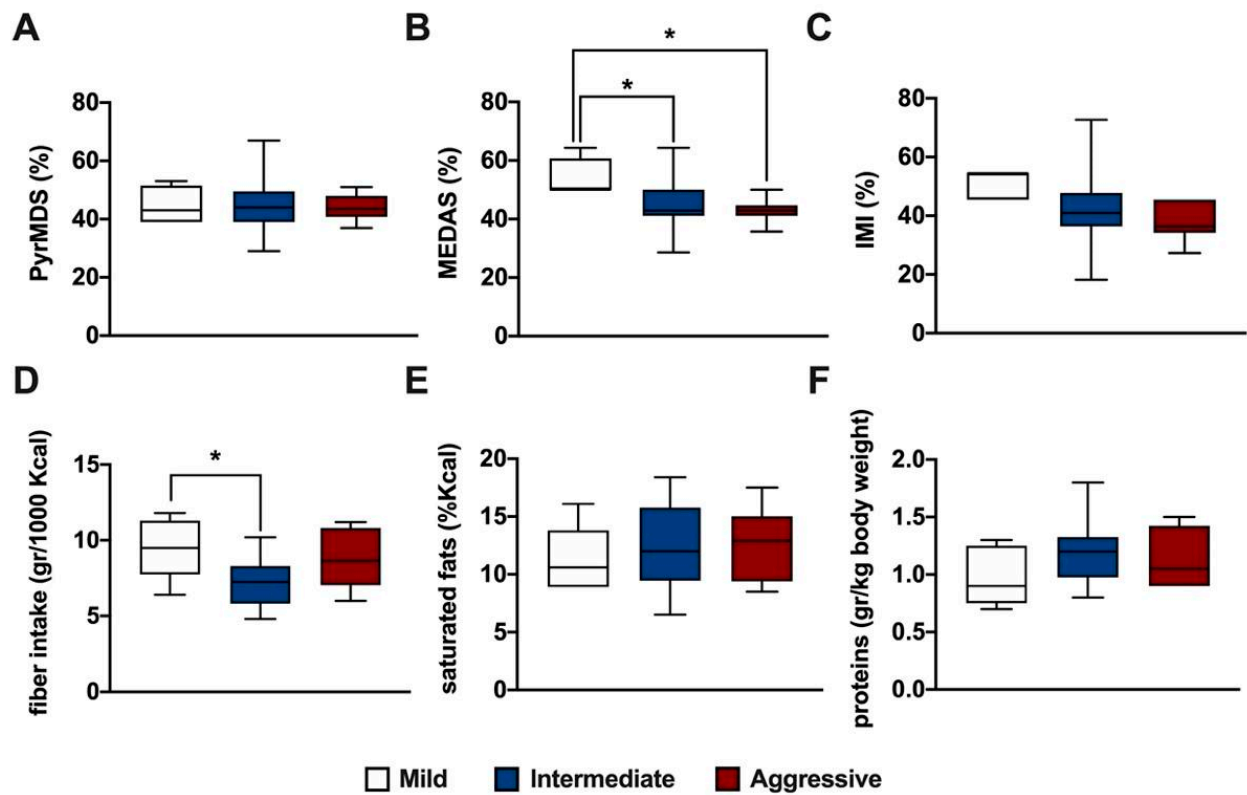 A
PyrMDS (%)
80
60
40
20
0
B
MEDAS (%)
80
60
40
20
0
*
*
C
IMI (%)
80
60
40
20
0
D
fiber intake (gr/1000 Kcal)
15
10
5
0
*
E
saturated fats (%Kcal)
20
15
10
5
0
F
proteins (gr/kg body weight)
2.0
1.5
1.0
0.5
0.0
Mild Intermediate Aggressive